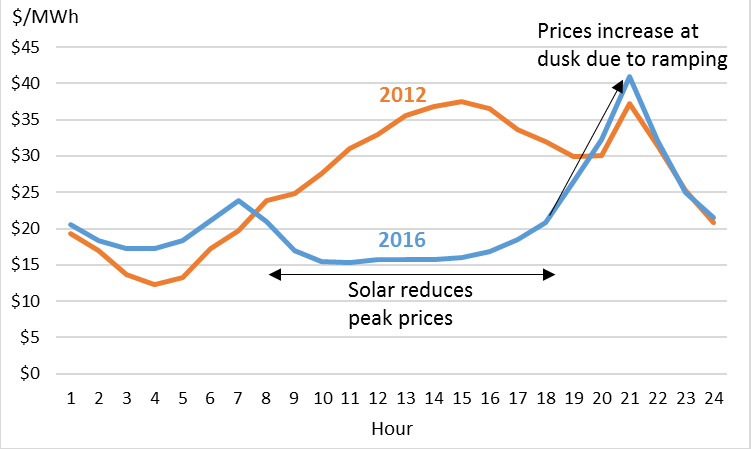 $/MWh
Prices increase at
dusk due to ramping
$45
$40
$35
$30
$25
$20
$15
$10
$5
$0
2012
2016
Solar reduces
peak prices
1 2 3 4 5 6 7 8 9 10 11 12 13 14 15 16 17 18 19 20 21 22 23 24
Hour